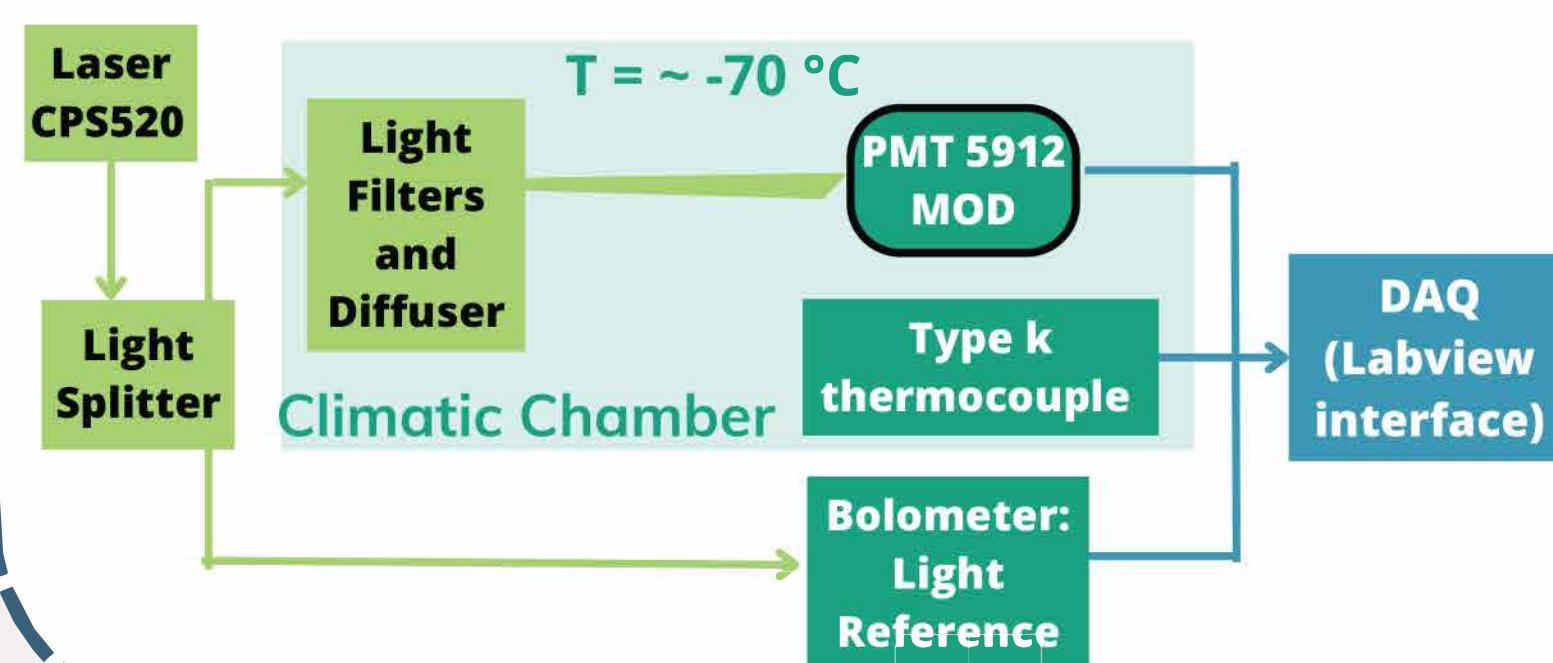 Laser
CPS520
T = ~ -70 °C
Light
Filters
and
Diffuser
PMT 5912
MOD
Light
Splitter
Type k
thermocouple
Climatic Chamber
DAQ
(Labview
interface)
Bolometer:
Light
Reference